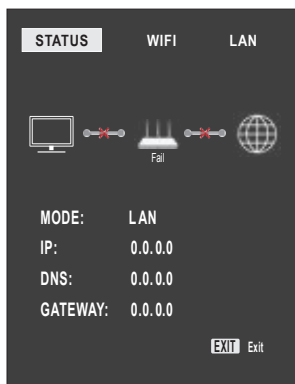 STATUS WIFI LAN
Fail
MODE: LAN
IP: 0.0.0.0
DNS: 0.0.0.0
GATEWAY: 0.0.0.0
EXIT Exit